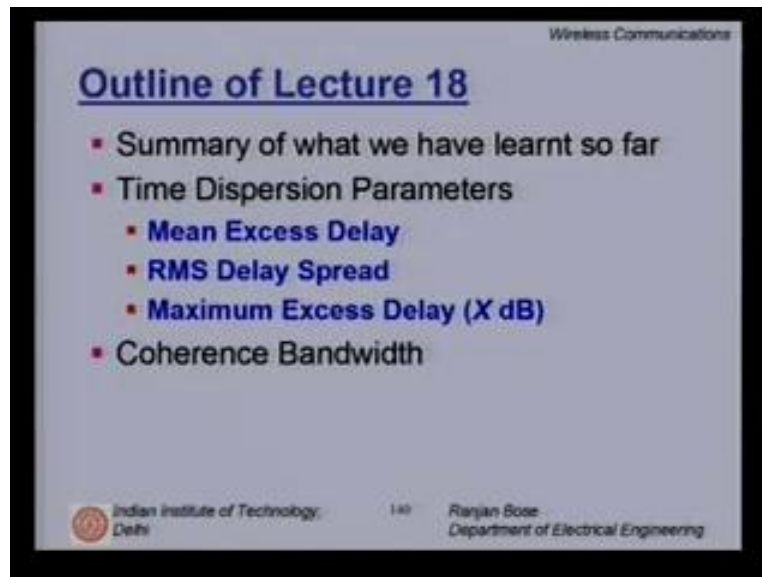 Wireless Communications
Outline of Lecture 18
Summary of what we have learnt so far
Time Dispersion Parameters
Mean Excess Delay
RMS Delay Spread
Maximum Excess Delay (X dB)
Coherence Bandwidth
Indian Institute of Technology,
Delhi
140
Ranjan Bose
Department of Electrical Engineering